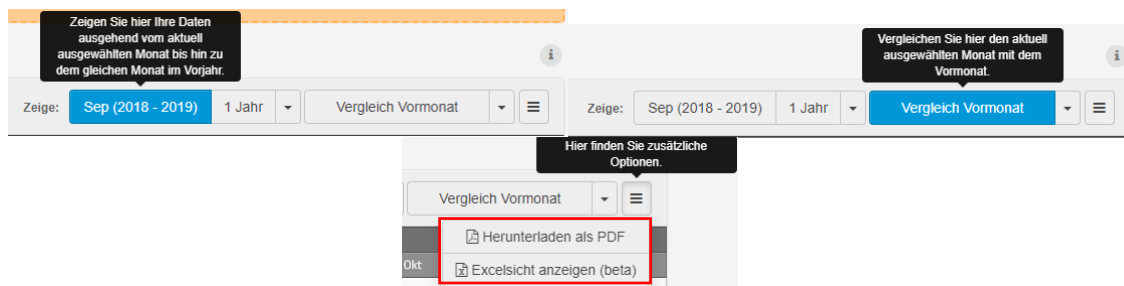 Zeigen Sie hier Ihre Daten
ausgehend vom aktuell
ausgewählten Monat bis hin zu
dem gleichen Monat im Vorjahr.
i
Zeige: Sep (2018 - 2019) 1 Jahr Vergleich Vormonat
Vergleichen Sie hier den aktuell
ausgewählten Monat mit dem
Vormonat.
i
Zeige: Sep (2018 - 2019) 1 Jahr Vergleich Vormonat
Hier finden Sie zusätzliche
Optionen.
Vergleich Vormonat
Herunterladen als PDF
Okt
Excelsicht anzeigen (beta)